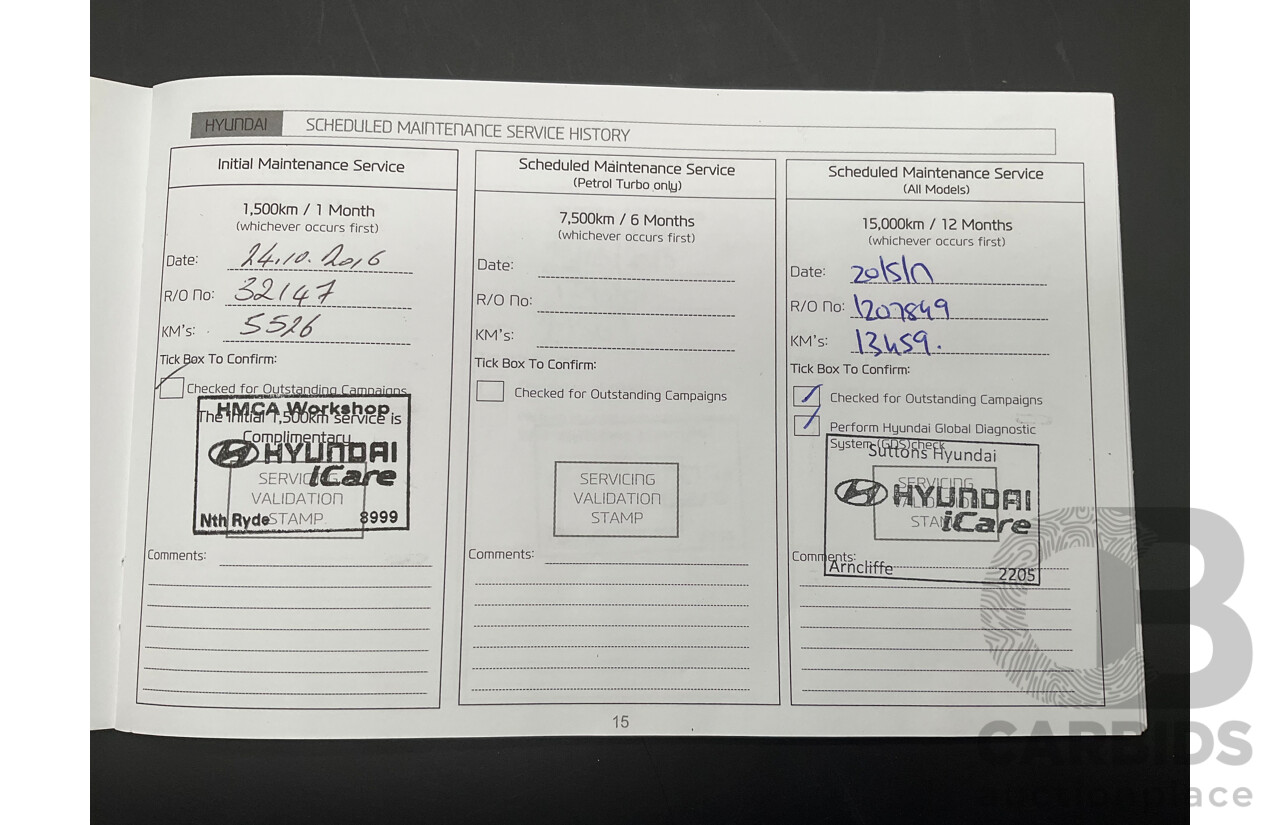 HYUNDAI SCHEDULED MAINTENANCE SERVICE HISTORY
Initial Maintenance Service
1,500km / 1 Month
(whichever occurs first)
Date: 24.10.2016
R/O No: 32147
KM's: 5526
Tick Box To Confirm:
Checked for Outstanding Campaigns
HMCA Workshop
The initial 1,500km service is
Complimentary
HYUNDAI
iCare
SERVICING
VALIDATION
STAMP
Nth Ryde 8999
Comments:
Scheduled Maintenance Service
(Petrol Turbo only)
7,500km / 6 Months
(whichever occurs first)
Date:
R/O No:
KM's:
Tick Box To Confirm:
Checked for Outstanding Campaigns
SERVICING
VALIDATION
STAMP
Comments:
Scheduled Maintenance Service
(All Models)
15,000km / 12 Months
(whichever occurs first)
Date: 20/5/17
R/O No: 1207849
KM's: 13459.
Tick Box To Confirm:
Checked for Outstanding Campaigns
Perform Hyundai Global Diagnostic
System (GDS)check
Suttons Hyundai
SERVICING
VALIDATION
STAMP
HYUNDAI
iCare
Comments:
Arncliffe 2205
15
CB
CARBIDS
auctionplace